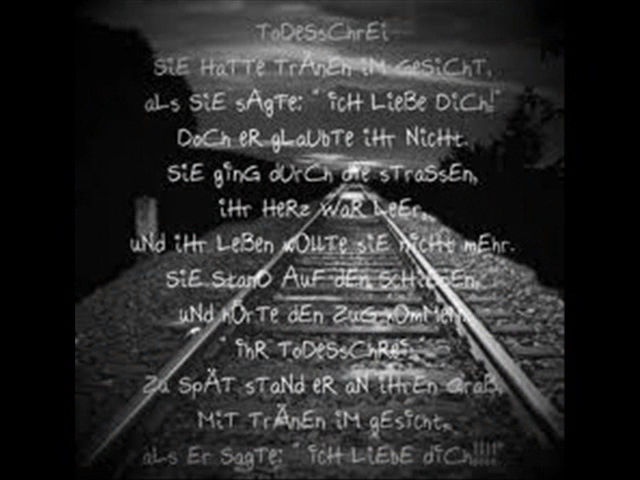 ToDeSsChrEi
SiE HaTTe TrÄnEn iM GeSiChT,
aLs SiE sAgTe: " icH LieBe DiCh!"
DoCh eR gLaUbTe iHr NicHt.
SiE ginG dUrCh die sTraSsEn,
iHr HeRz WaR LeEr,
uNd iHr LeBen wOllTe siE nicHt mEhr.
SiE StanD AuF dEn ScHieNEn,
uNd hÖrTe dEn ZuG kOmMeN,
" ihR ToDeSsChRei "
Zu SpÄT sTaNd eR aN iHrEn GraB,
MiT TrÄnEn iM gEsicht,
aLs Er SagTe: " icH LiEbE diCh!!!!"